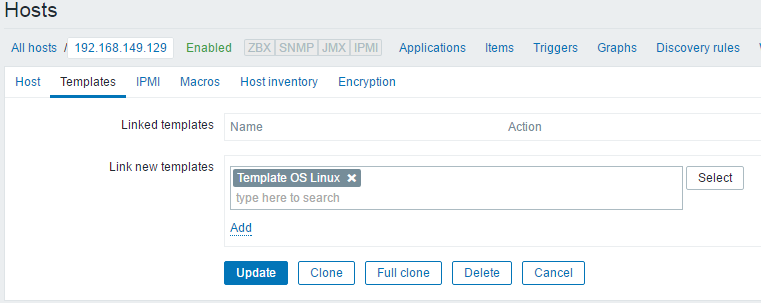 Hosts
All hosts / 192.168.149.129 Enabled ZBX SNMP JMX IPMI Applications Items Triggers Graphs Discovery rules
Host Templates IPMI Macros Host inventory Encryption
Linked templates Name Action
Link new templates Template OS Linux ✖ Select
type here to search
Add
Update Clone Full clone Delete Cancel